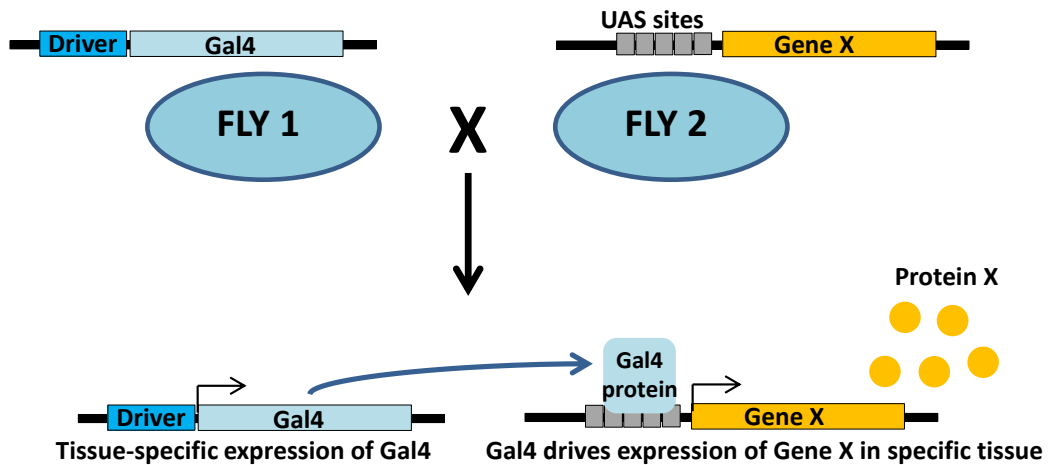 UAS sites
Driver Gal4
Gene X
FLY 1 X FLY 2
Protein X
Gal4
protein
Driver Gal4
Gene X
Tissue-specific expression of Gal4
Gal4 drives expression of Gene X in specific tissue